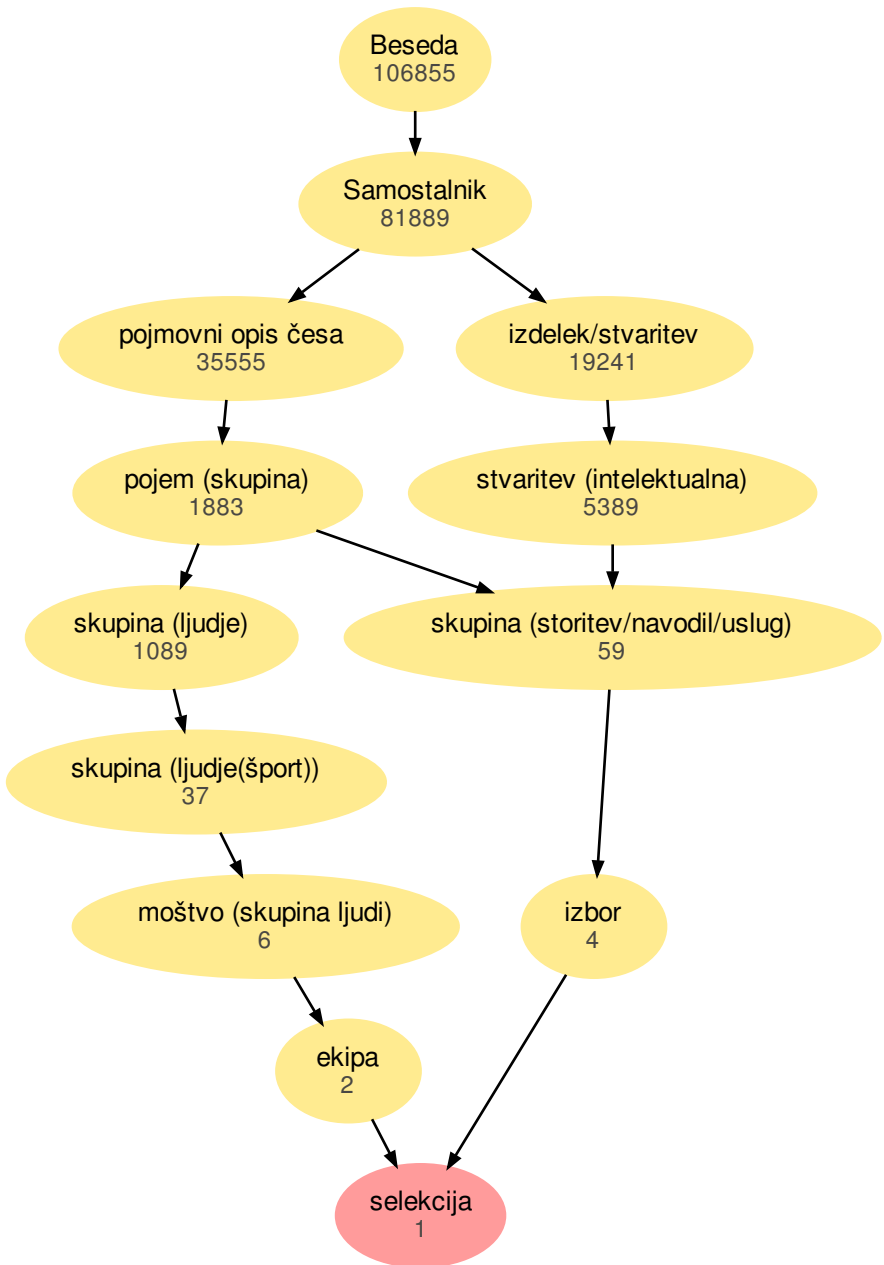 Beseda
106855
Samostalnik
81889
pojmovni opis česa
35555
izdelek/stvaritev
19241
pojem (skupina)
1883
stvaritev (intelektualna)
5389
skupina (ljudje)
1089
skupina (storitev/navodil/uslug)
59
skupina (ljudje(šport))
37
moštvo (skupina ljudi)
6
izbor
4
ekipa
2
selekcija
1